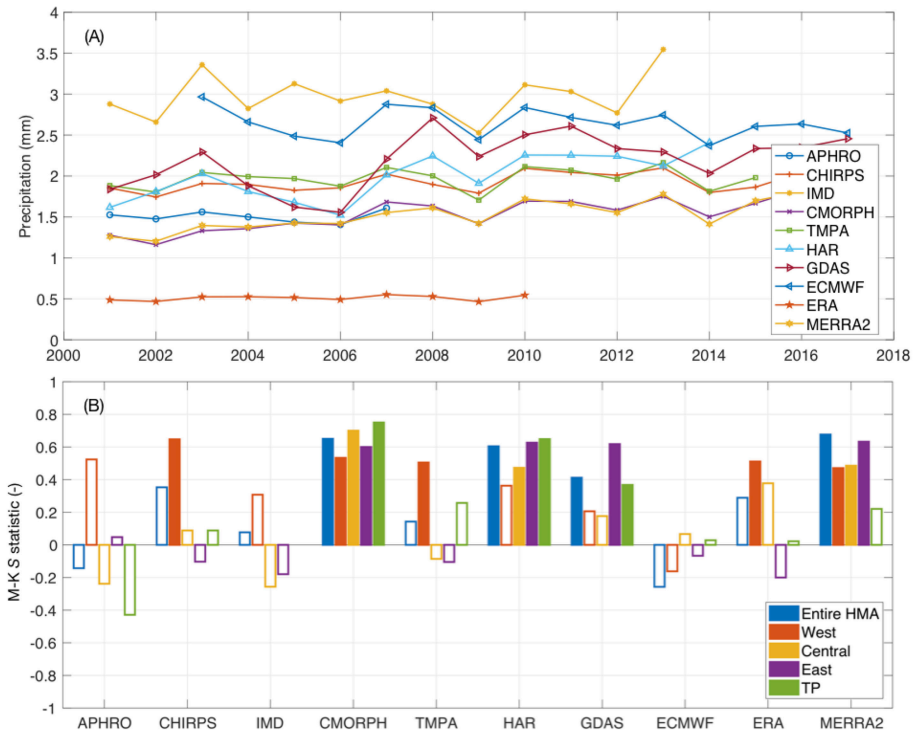 (A)
Precipitation (mm)
4
3.5
3
2.5
2
1.5
1
0.5
0
2000 2002 2004 2006 2008 2010 2012 2014 2016 2018
APHRO
CHIRPS
IMD
CMORPH
TMPA
HAR
GDAS
ECMWF
ERA
MERRA2
(B)
M-K S statistic (-)
1
0.8
0.6
0.4
0.2
0
-0.2
-0.4
-0.6
-0.8
-1
Entire HMA
West
Central
East
TP
APHRO CHIRPS IMD CMORPH TMPA HAR GDAS ECMWF ERA MERRA2